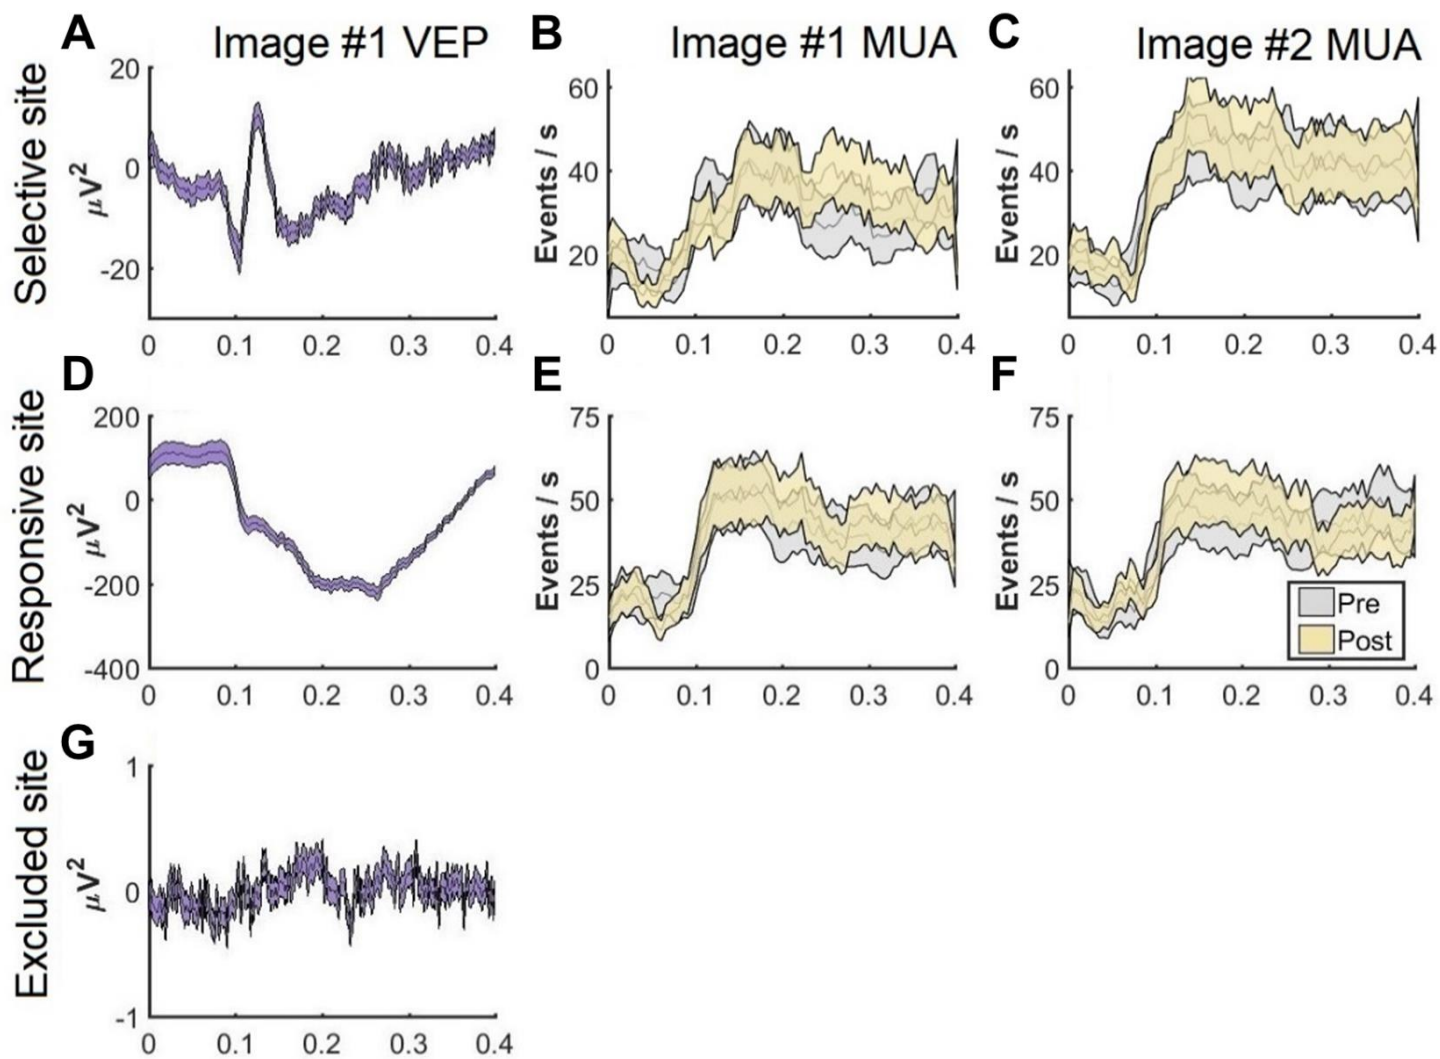 A Image #1 VEP
B Image #1 MUA
C Image #2 MUA
Selective site
μV²
20
0
-20
0 0.1 0.2 0.3 0.4
Events / s
60
40
20
0 0.1 0.2 0.3 0.4
Events / s
60
40
20
0 0.1 0.2 0.3 0.4
D
E
F
Responsive site
μV²
200
0
-200
-400
0 0.1 0.2 0.3 0.4
Events / s
75
50
25
0
0 0.1 0.2 0.3 0.4
Events / s
75
50
25
0
0 0.1 0.2 0.3 0.4
Pre
Post
G
Excluded site
μV²
1
0
-1
0 0.1 0.2 0.3 0.4